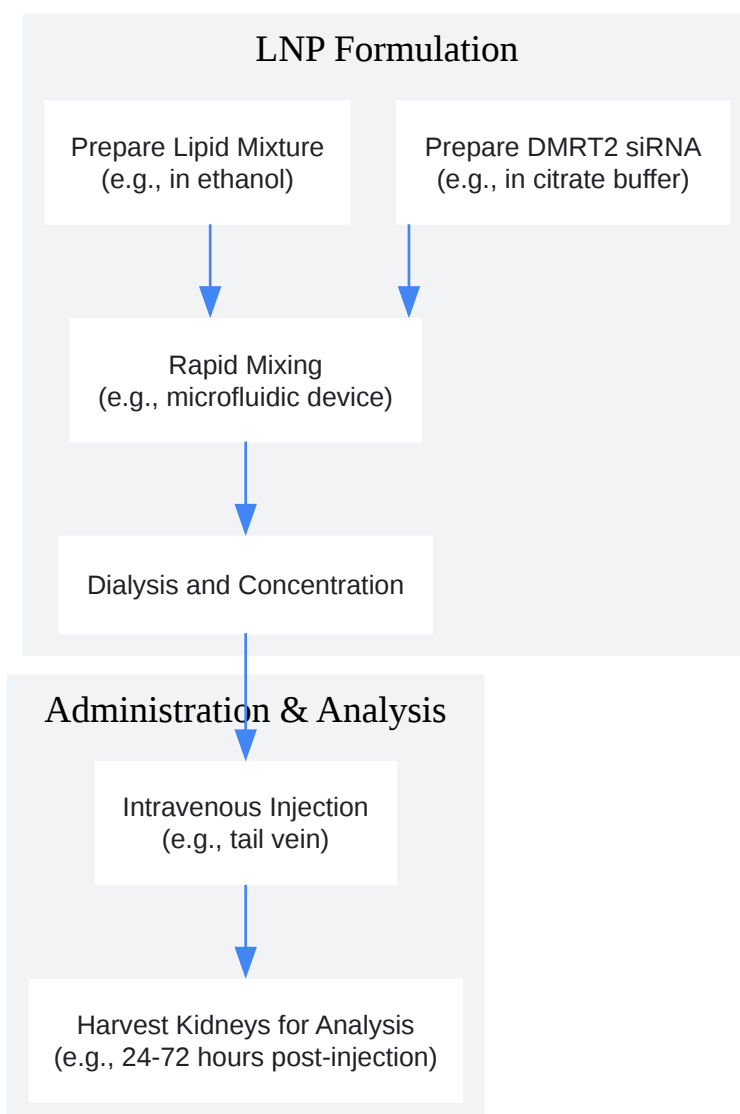 LNP Formulation
Prepare Lipid Mixture
(e.g., in ethanol)
Prepare DMRT2 siRNA
(e.g., in citrate buffer)
Rapid Mixing
(e.g., microfluidic device)
Dialysis and Concentration
Administration & Analysis
Intravenous Injection
(e.g., tail vein)
Harvest Kidneys for Analysis
(e.g., 24-72 hours post-injection)